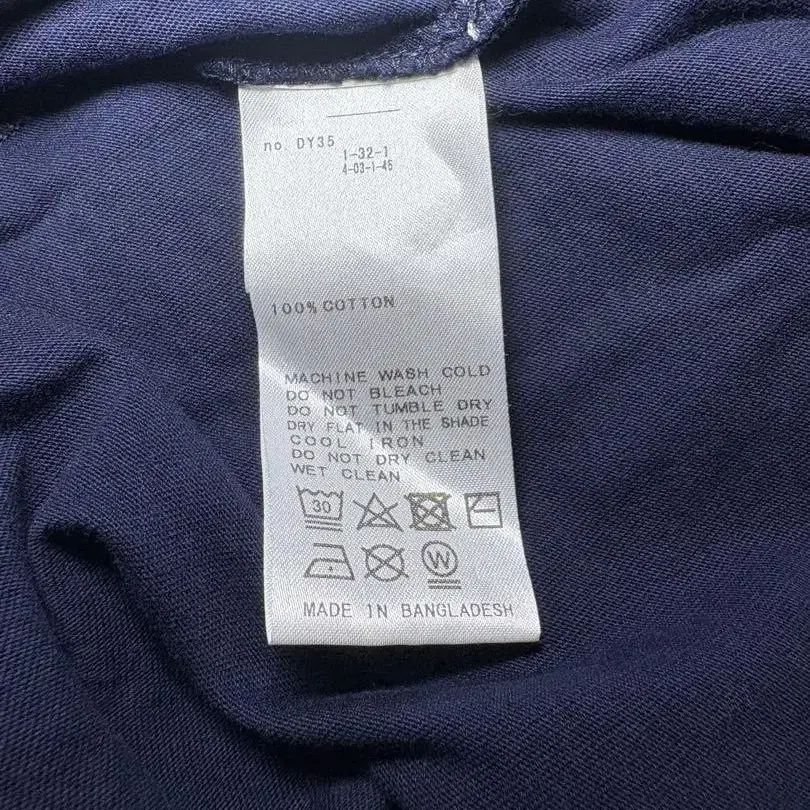 no. DY35
1-32-1
4-03-1-45
100% COTTON
MACHINE WASH COLD
DO NOT BLEACH
DO NOT TUMBLE DRY
DRY FLAT IN THE SHADE
COOL IRON
DO NOT DRY CLEAN
WET CLEAN
30
W
MADE IN BANGLADESH